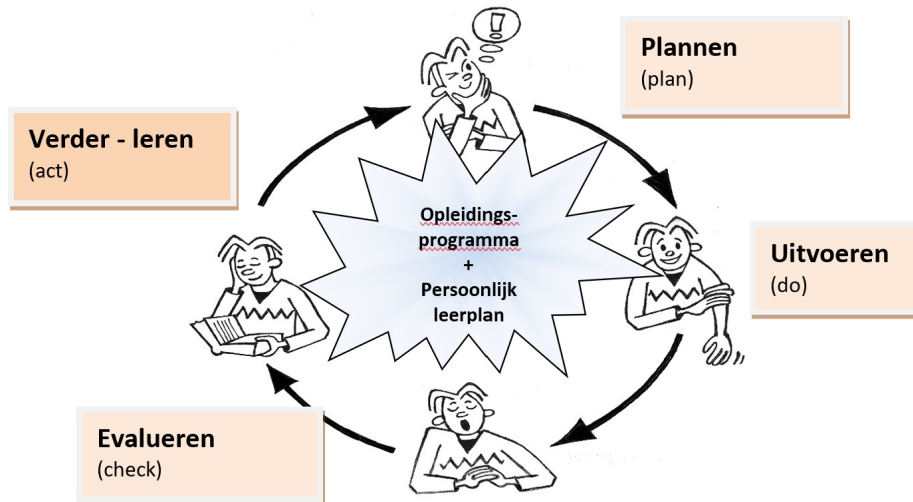 !
Plannen
(plan)
Verder - leren
(act)
Opleidings-
programma
+
Persoonlijk
leerplan
Uitvoeren
(do)
Evalueren
(check)